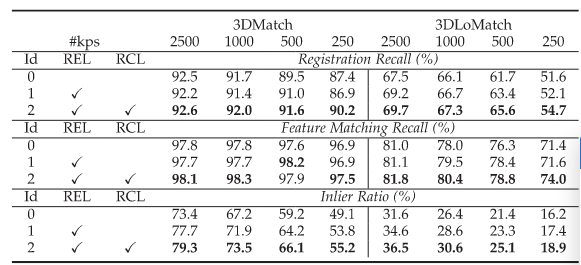 3DMatch 3DLoMatch
#kps 2500 1000 500 250 2500 1000 500 250
Id REL RCL Registration Recall (%)
0 92.5 91.7 89.5 87.4 67.5 66.1 61.7 51.6
1 ✓ 92.2 91.4 91.0 86.9 69.2 66.7 63.4 52.1
2 ✓ ✓ 92.6 92.0 91.6 90.2 69.7 67.3 65.6 54.7
Id REL RCL Feature Matching Recall (%)
0 97.8 97.8 97.6 96.9 81.0 78.0 76.3 71.4
1 ✓ 97.7 97.7 98.2 96.9 81.1 79.5 78.4 71.6
2 ✓ ✓ 98.1 98.3 97.9 97.5 81.8 80.4 78.8 74.0
Id REL RCL Inlier Ratio (%)
0 73.4 67.2 59.2 49.1 31.6 26.4 21.4 16.2
1 ✓ 77.7 71.9 64.2 53.8 34.6 28.6 23.3 17.4
2 ✓ ✓ 79.3 73.5 66.1 55.2 36.5 30.6 25.1 18.9